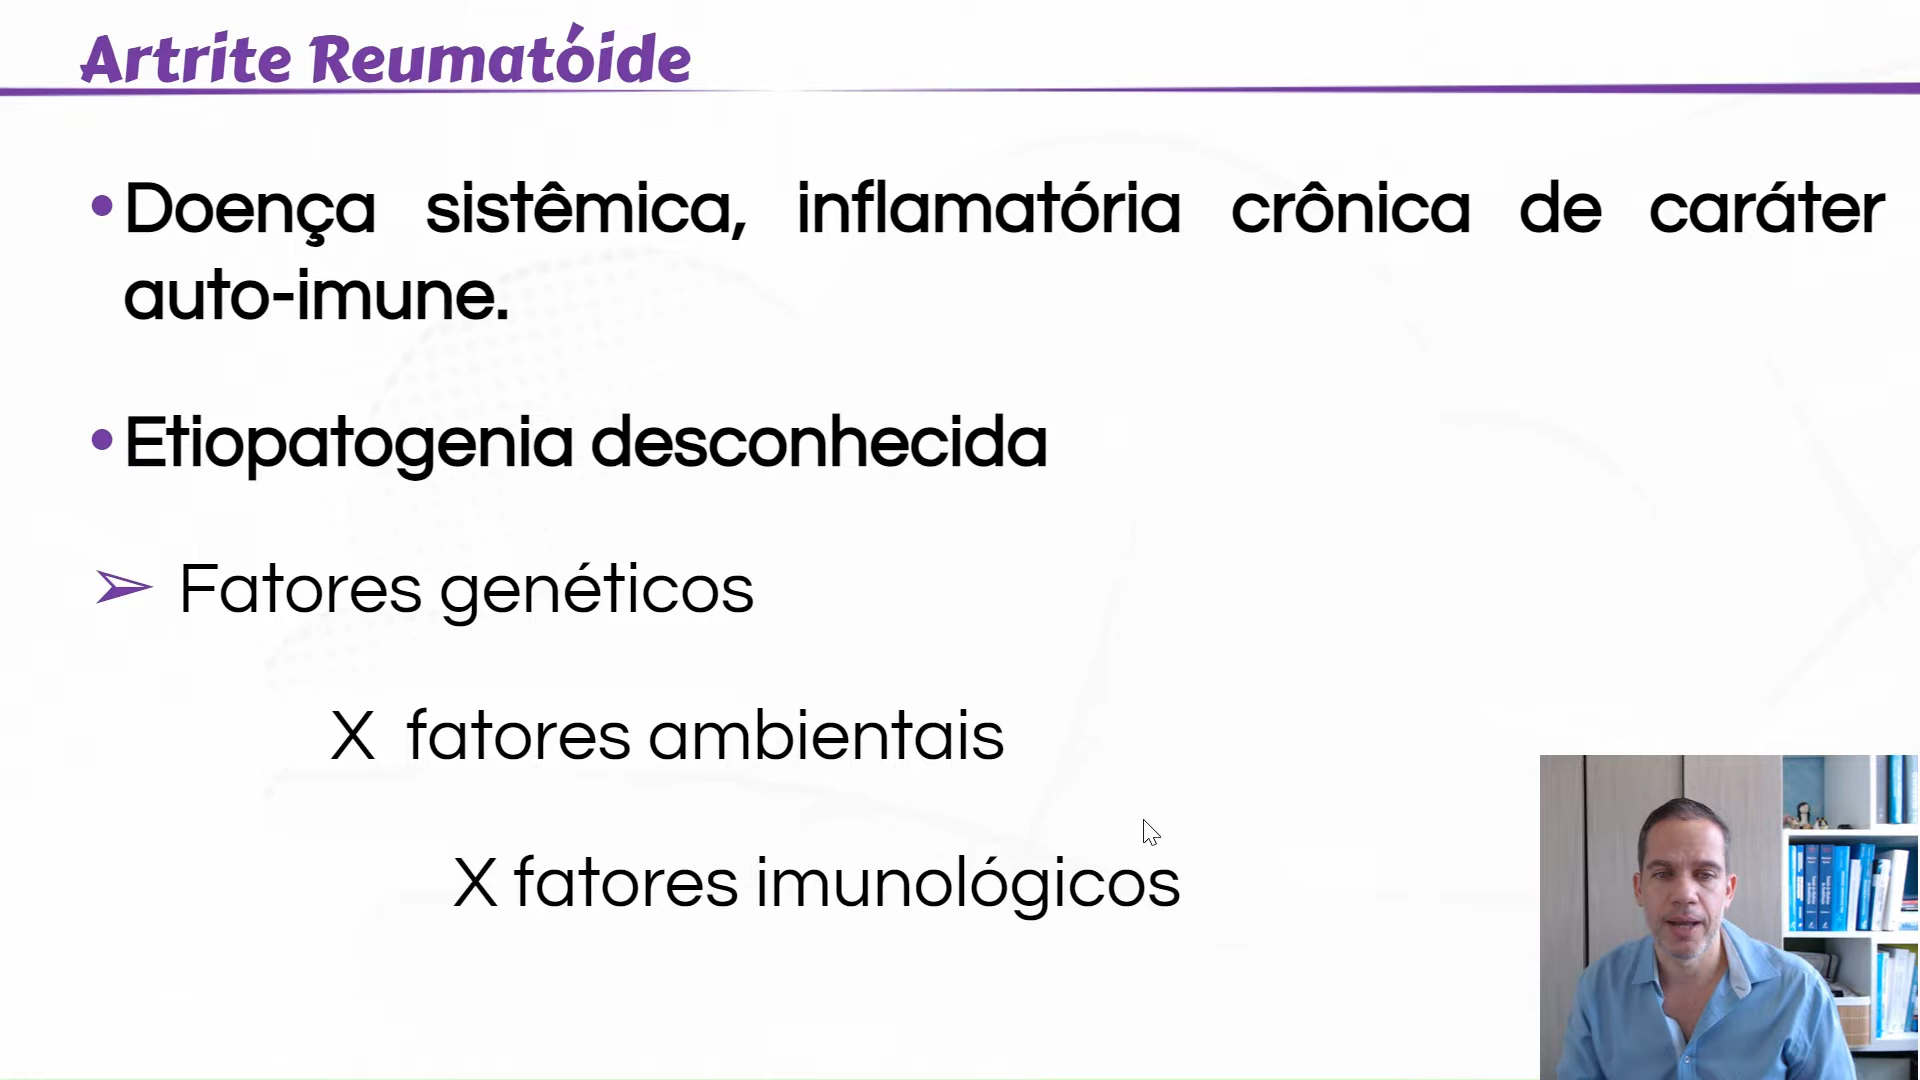 Artrite Reumatóide
• Doença sistêmica, inflamatória crônica de caráter
auto-imune.
• Etiopatogenia desconhecida
➢ Fatores genéticos
X fatores ambientais
X fatores imunológicos